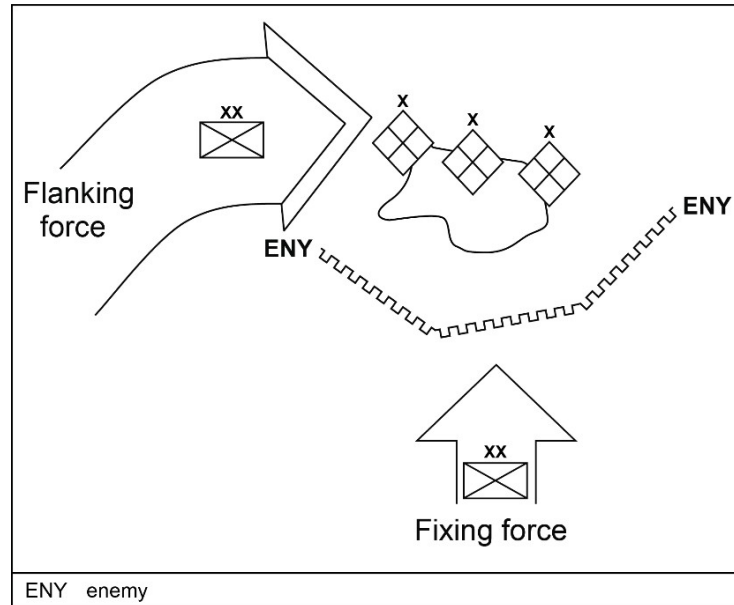 XX
X
X
X
Flanking
force
ENY
ENY
XX
Fixing force
ENY enemy